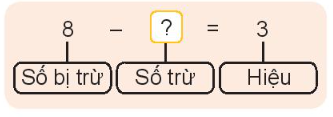 8 – ? = 3
Số bị trừ Số trừ Hiệu